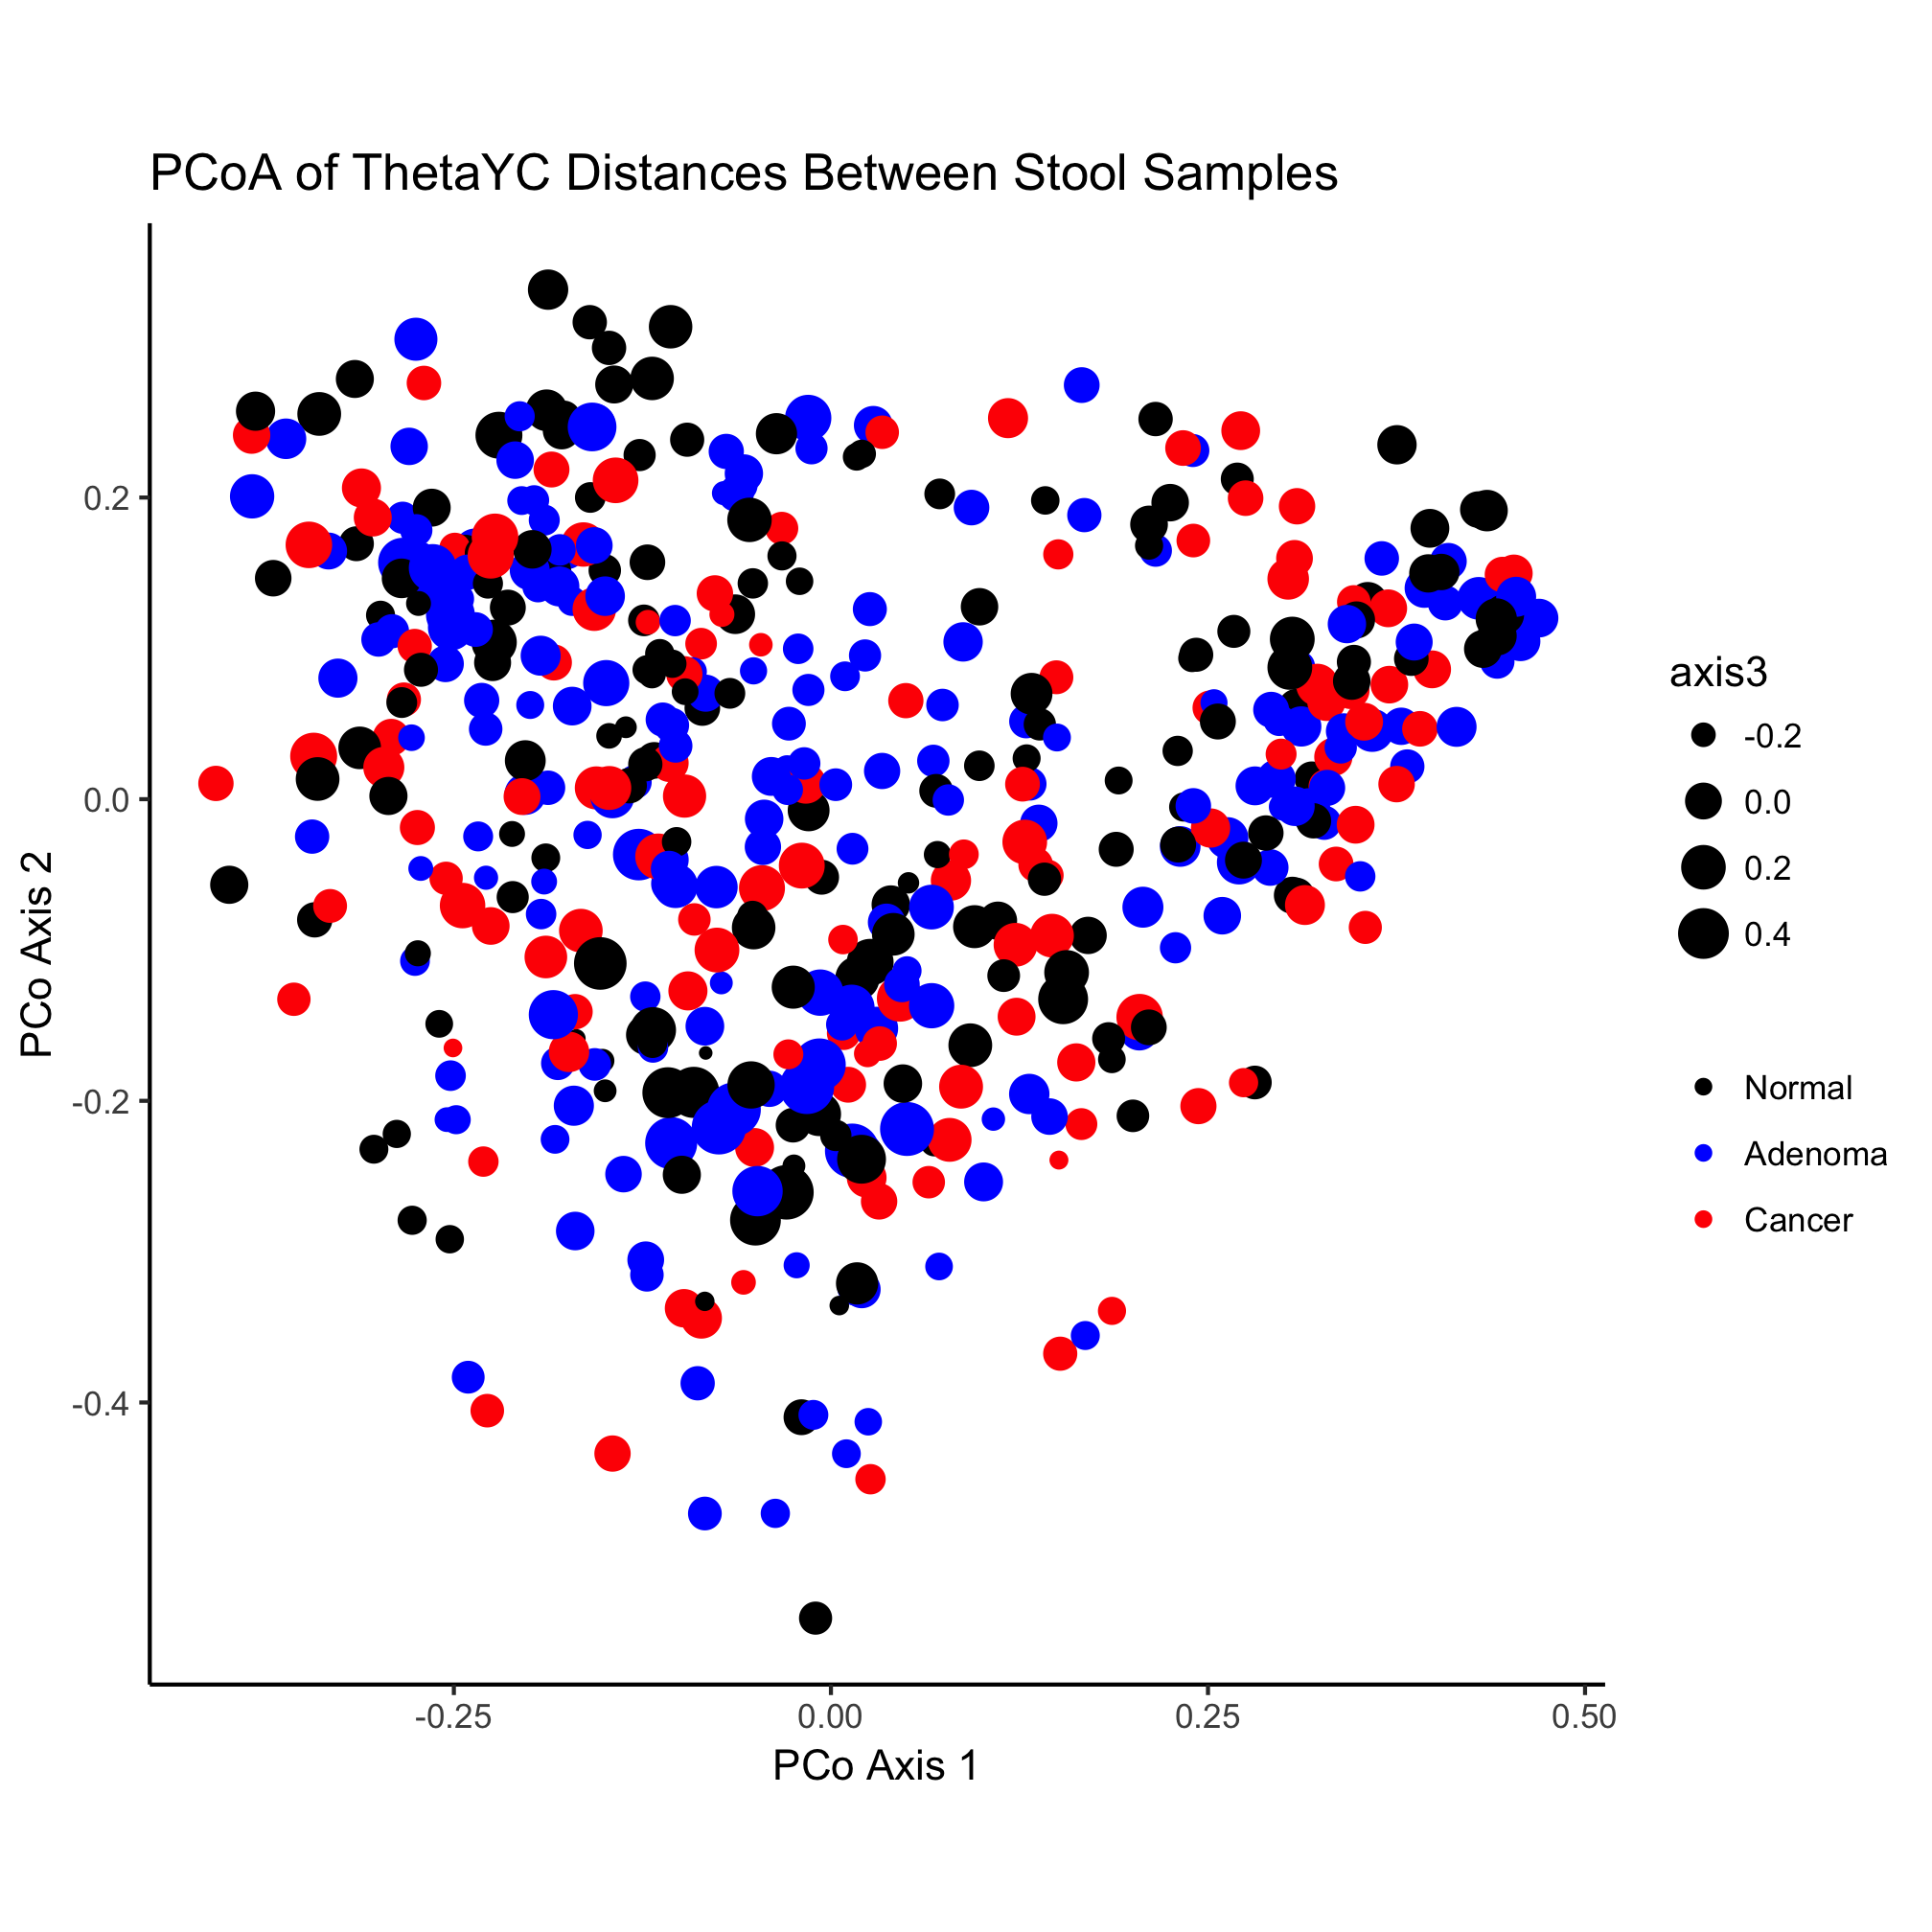 PCoA of ThetaYC Distances Between Stool Samples
PCo Axis 2
0.2
0.0
-0.2
-0.4
-0.25
0.00
0.25
0.50
PCo Axis 1
axis3
-0.2
0.0
0.2
0.4
Normal
Adenoma
Cancer